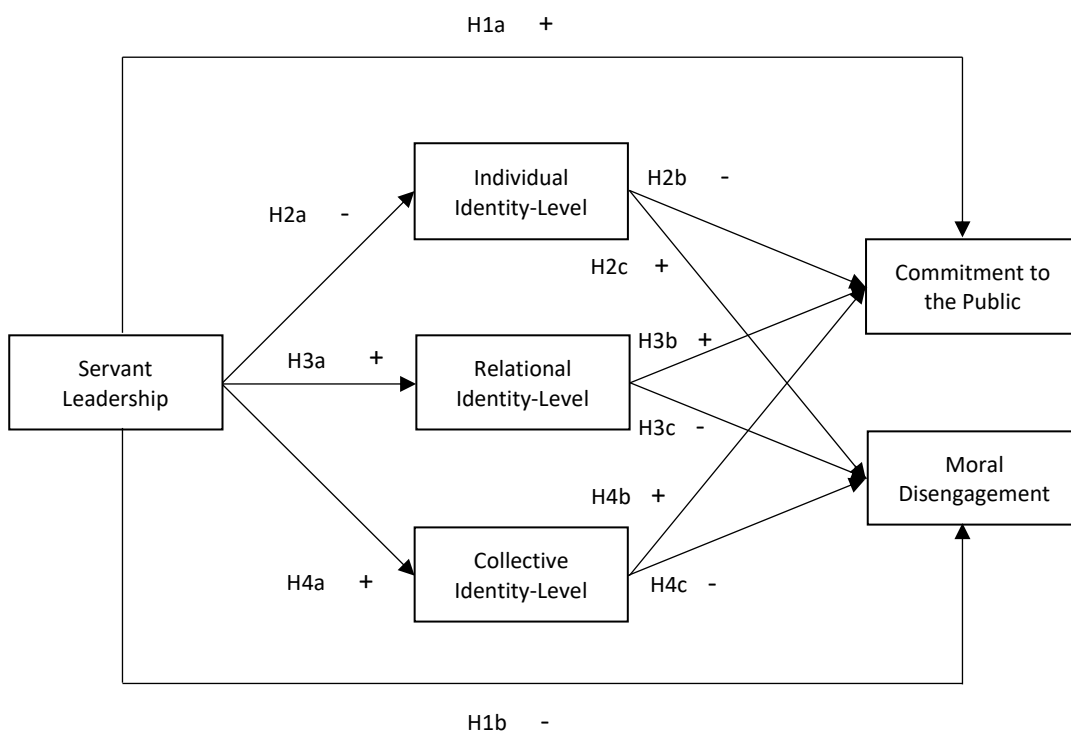 H1a +
Individual
Identity-Level
H2b -
H2a -
H2c +
Commitment to
the Public
Servant
Leadership
H3a +
Relational
Identity-Level
H3b +
H3c -
Moral
Disengagement
H4b +
Collective
Identity-Level
H4a +
H4c -
H1b -